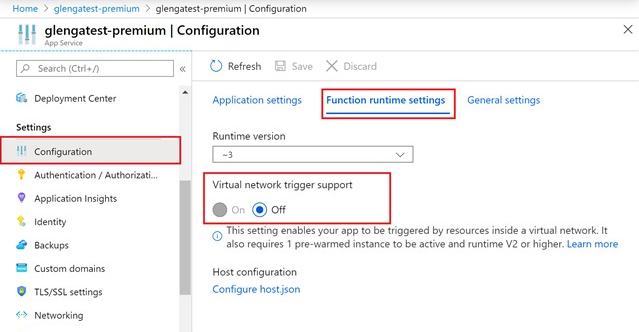 Home > glengatest-premium > glengatest-premium | Configuration
glengatest-premium | Configuration
App Service
Search (Ctrl+/)
Deployment Center
Settings
Configuration
Authentication / Authorizati...
Application Insights
Identity
Backups
Custom domains
TLS/SSL settings
Networking
Refresh Save Discard
Application settings Function runtime settings General settings
Runtime version
~3
Virtual network trigger support
On Off
This setting enables your app to be triggered by resources inside a virtual network. It
also requires 1 pre-warmed instance to be active and runtime V2 or higher. Learn more
Host configuration
Configure host.json